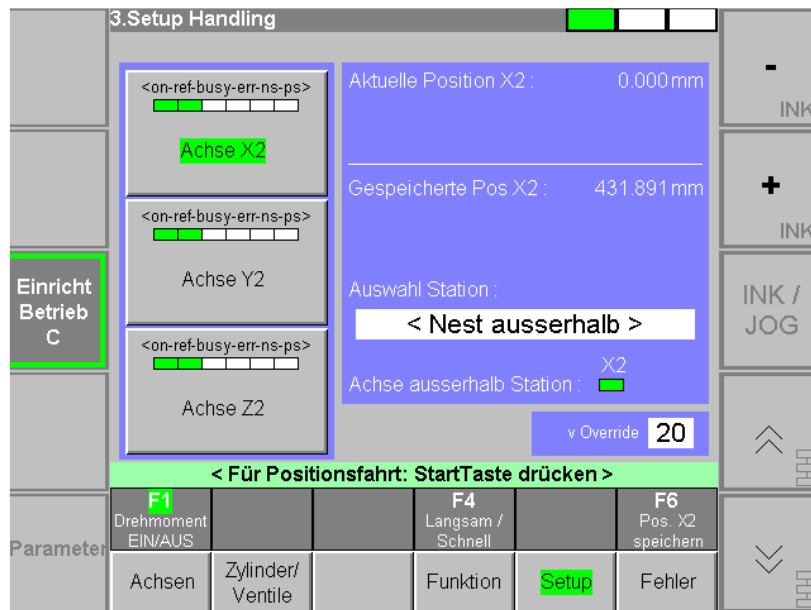 3.Setup Handling
<on-ref-busy-err-ns-ps>
Achse X2
<on-ref-busy-err-ns-ps>
Achse Y2
<on-ref-busy-err-ns-ps>
Achse Z2
Aktuelle Position X2 : 0.000 mm
Gespeicherte Pos X2 : 431.891 mm
Auswahl Station :
< Nest ausserhalb >
X2
Achse ausserhalb Station :
v Override 20
Einricht
Betrieb
C
Parameter
-
INK
+
INK
INK /
JOG
< Für Positionsfahrt: StartTaste drücken >
F1
Drehmoment
EIN/AUS
F4
Langsam /
Schnell
F6
Pos. X2
speichern
Achsen
Zylinder/
Ventile
Funktion
Setup
Fehler